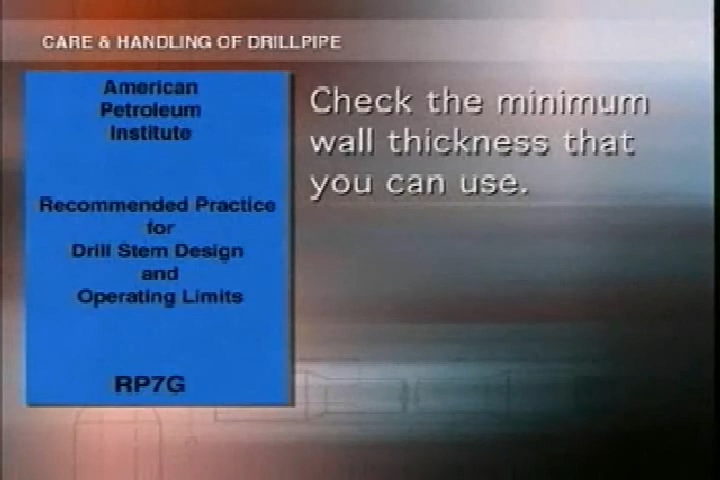 CARE & HANDLING OF DRILLPIPE
American
Petroleum
Institute
Recommended Practice
for
Drill Stem Design
and
Operating Limits
RP7G
Check the minimum
wall thickness that
you can use.